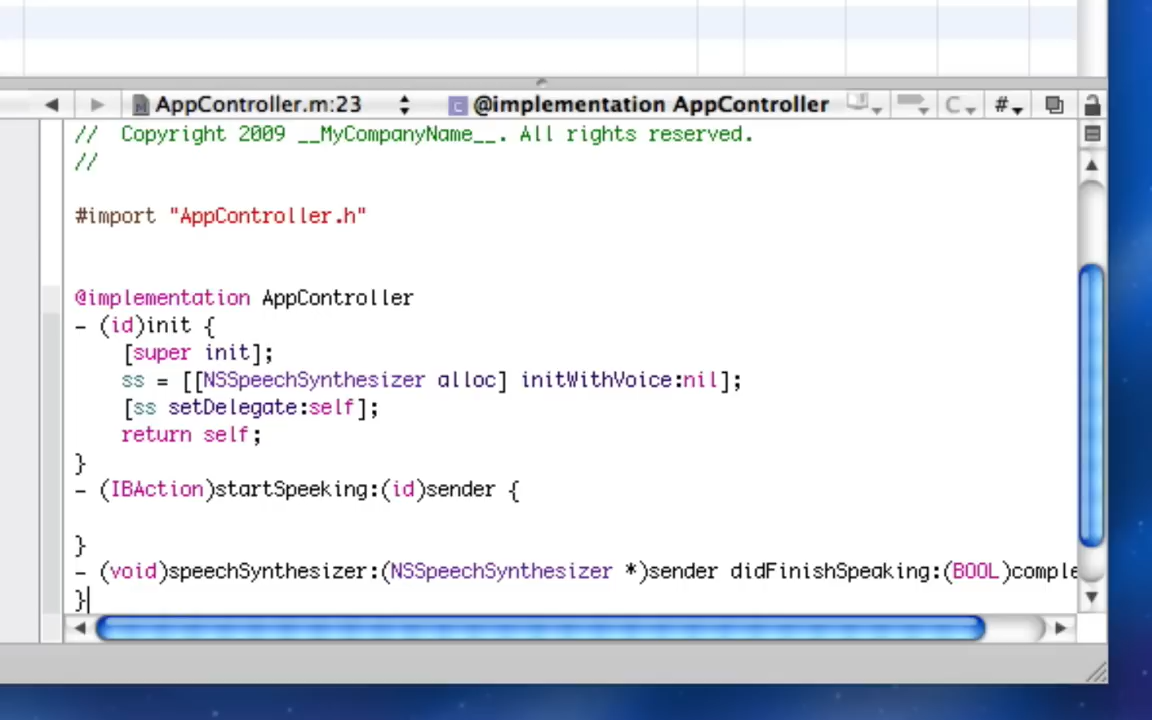 AppController.m:23 @implementation AppController C #
// Copyright 2009 __MyCompanyName__. All rights reserved.
//
#import "AppController.h"
@implementation AppController
- (id)init {
[super init];
ss = [[NSSpeechSynthesizer alloc] initWithVoice:nil];
[ss setDelegate:self];
return self;
}
- (IBAction)startSpeeking:(id)sender {
}
- (void)speechSynthesizer:(NSSpeechSynthesizer *)sender didFinishSpeaking:(BOOL)comple
}